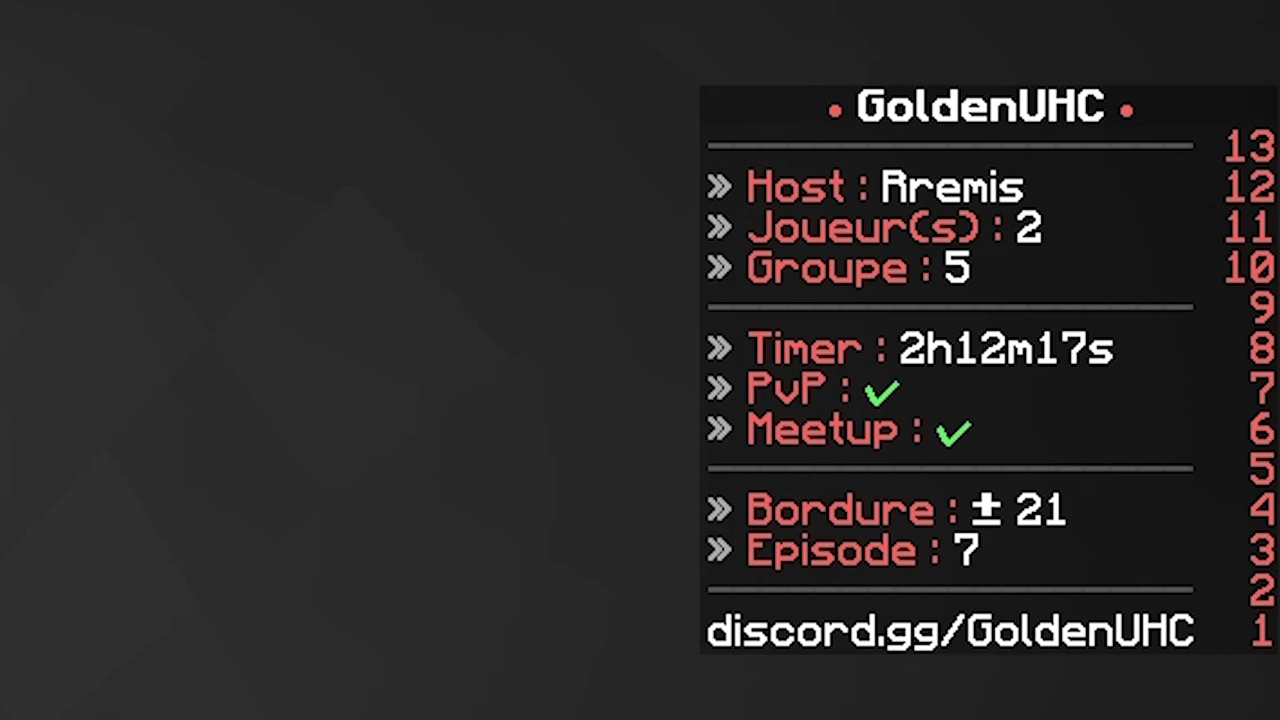 • GoldenUHC •
13
» Host : Rremis 12
» Joueur(s) : 2 11
» Groupe : 5 10
9
» Timer : 2h12m17s 8
» PvP : ✓ 7
» Meetup : ✓ 6
5
» Bordure : ± 21 4
» Episode : 7 3
2
discord.gg/GoldenUHC 1